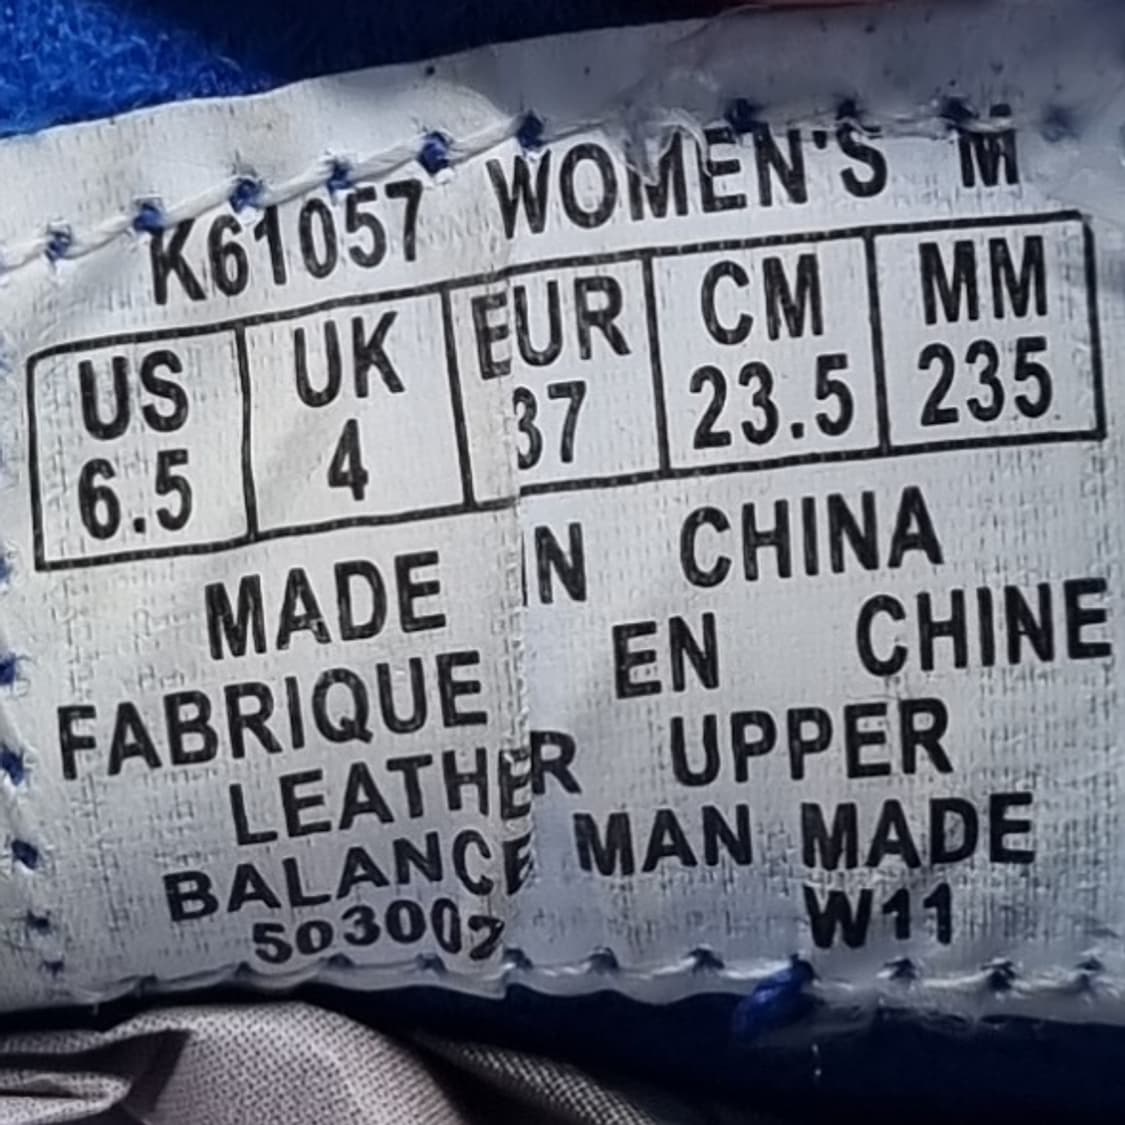 K61057 WOMEN'S M
US UK EUR CM MM
6.5 4 37 23.5 235
MADE IN CHINA
FABRIQUE EN CHINE
LEATHER UPPER
BALANCE MAN MADE
503002 W11